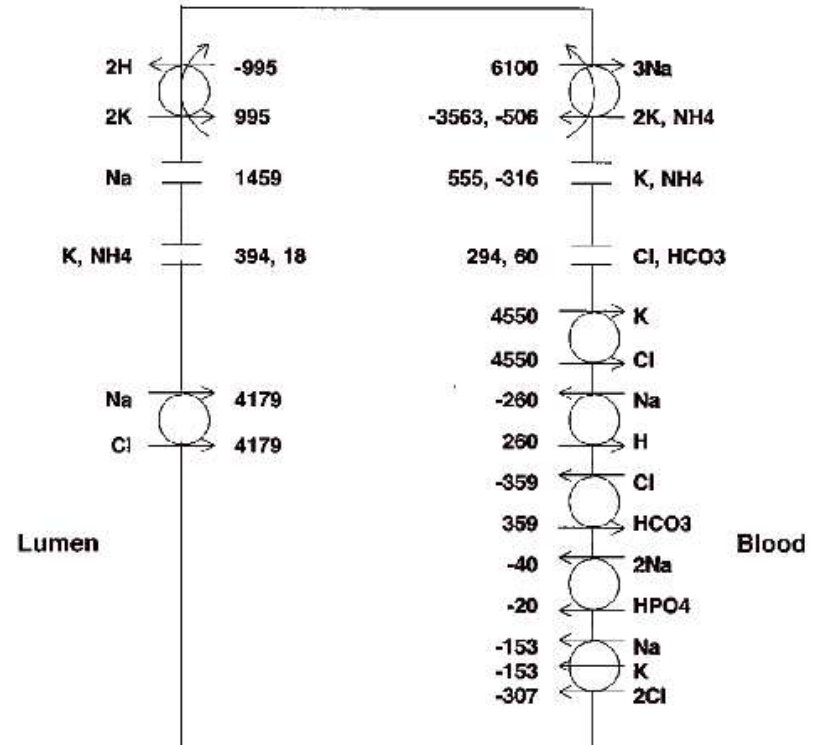 2H -995 6100 3Na
2K 995 -3563, -506 2K, NH4
Na 1459 555, -316 K, NH4
K, NH4 394, 18 294, 60 Cl, HCO3
4550 K
4550 Cl
Na 4179 -260 Na
Cl 4179 260 H
-359 Cl
359 HCO3
Lumen Blood
-40 2Na
-20 HPO4
-153 Na
-153 K
-307 2Cl